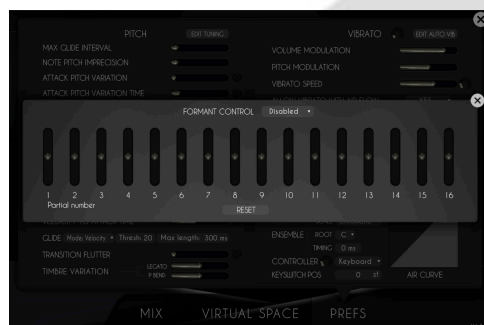 PITCH
EDIT TUNING
MAX GLIDE INTERVAL
NOTE PITCH IMPRECISION
ATTACK PITCH VARIATION
ATTACK PITCH VARIATION TIME
VIBRATO
EDIT AUTO VIB
VOLUME MODULATION
PITCH MODULATION
VIBRATO SPEED
FORMANT CONTROL Disabled
1 2 3 4 5 6 7 8 9 10 11 12 13 14 15 16
Partial number
RESET
GLIDE Mode: Velocity Thresh: 20 Max length: 300 ms
TRANSITION FLUTTER
TIMBRE VARIATION
LEGATO
P BEND
ENSEMBLE ROOT C
TIMING 0 ms
CONTROLLER Keyboard
KEYSWITCH POS 0 st
AIR CURVE
MIX VIRTUAL SPACE PREFS